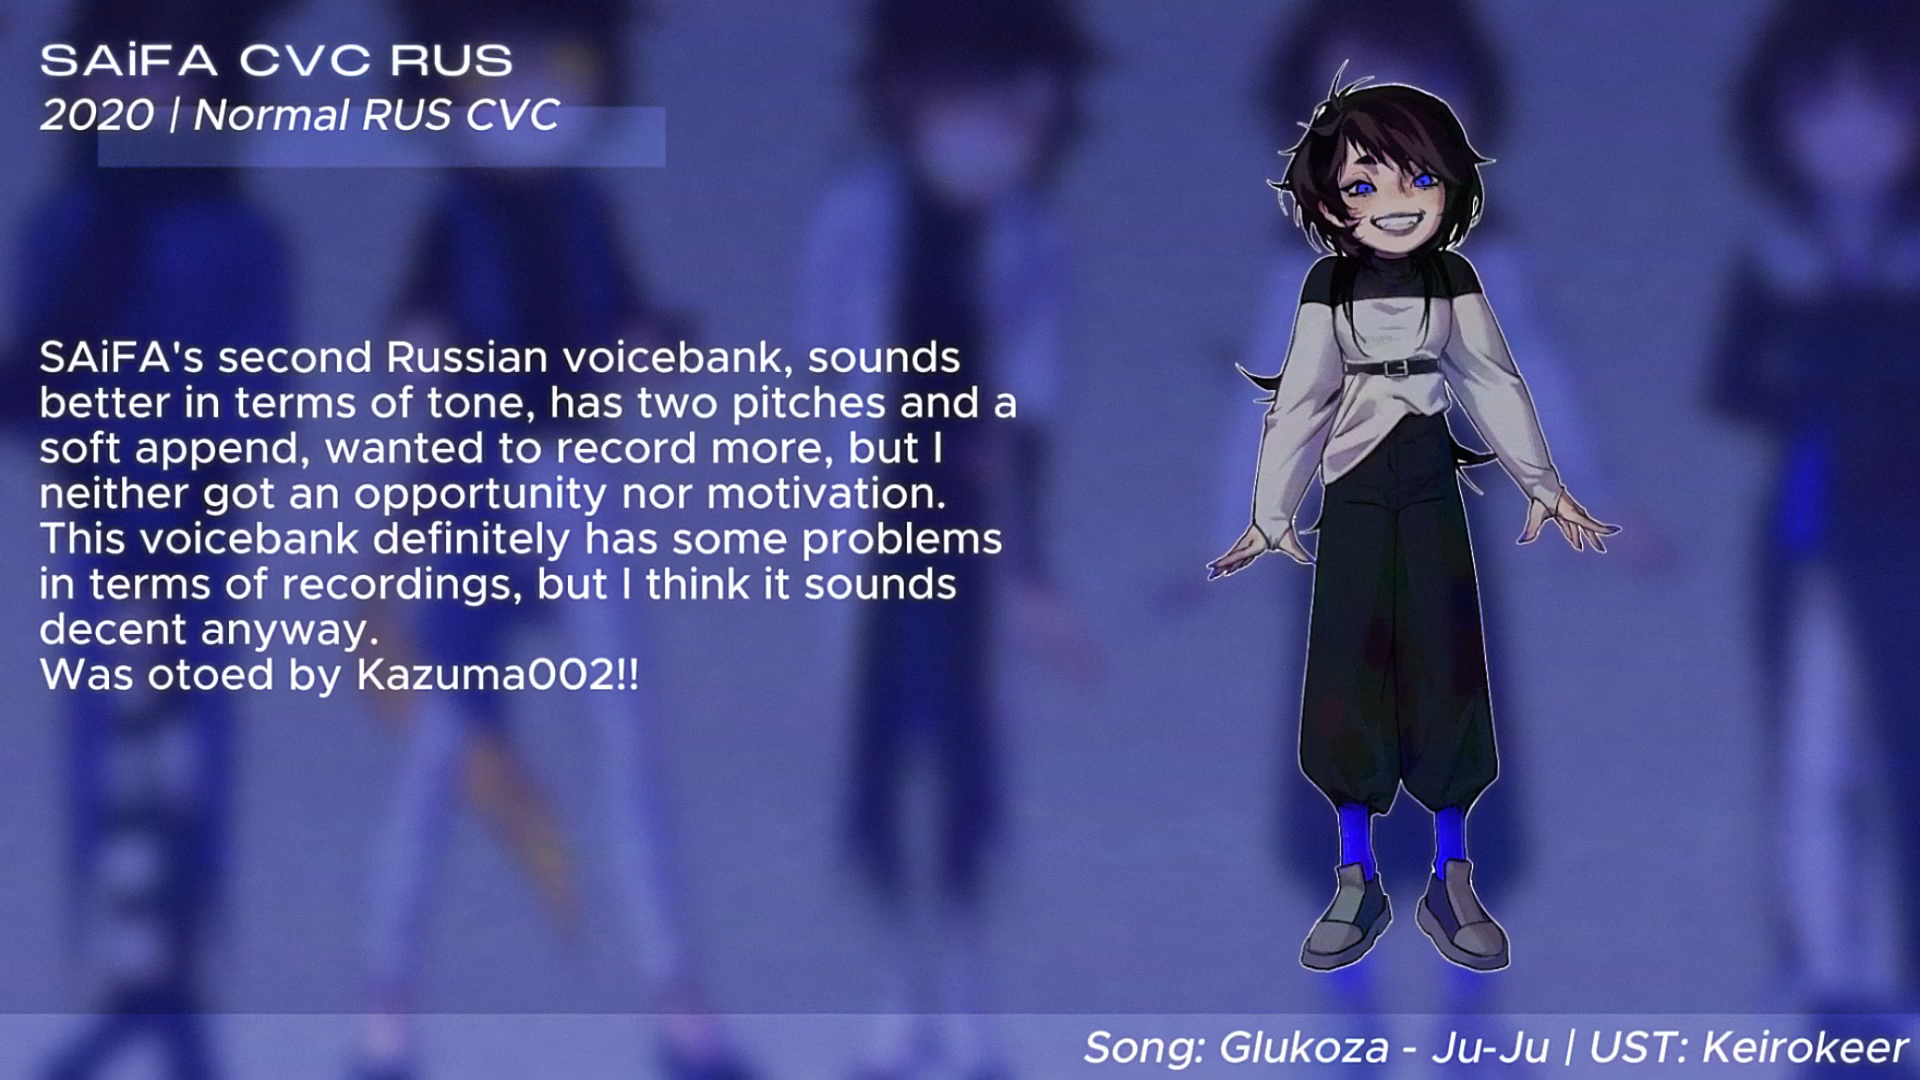 SAiFA CVC RUS
2020 | Normal RUS CVC
SAiFA's second Russian voicebank, sounds
better in terms of tone, has two pitches and a
soft append, wanted to record more, but I
neither got an opportunity nor motivation.
This voicebank definitely has some problems
in terms of recordings, but I think it sounds
decent anyway.
Was otoed by Kazuma002!!
Song: Glukoza - Ju-Ju | UST: Keirokeer